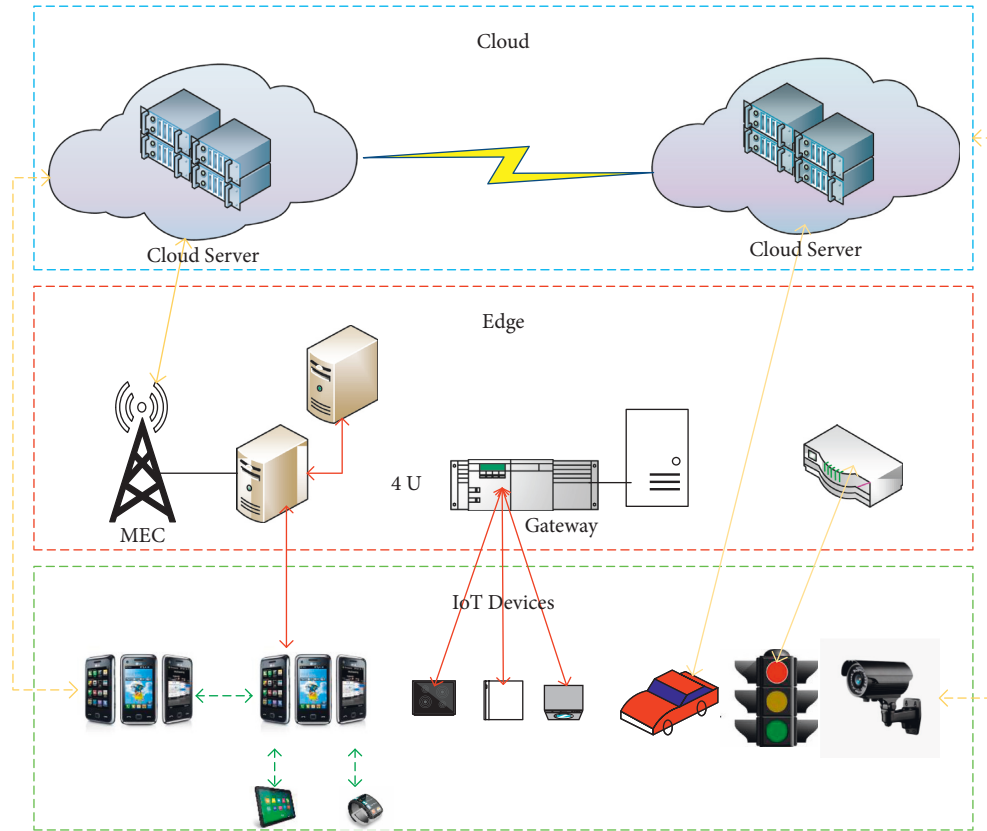 Cloud
Cloud Server
Cloud Server
Edge
4 U
MEC
Gateway
IoT Devices